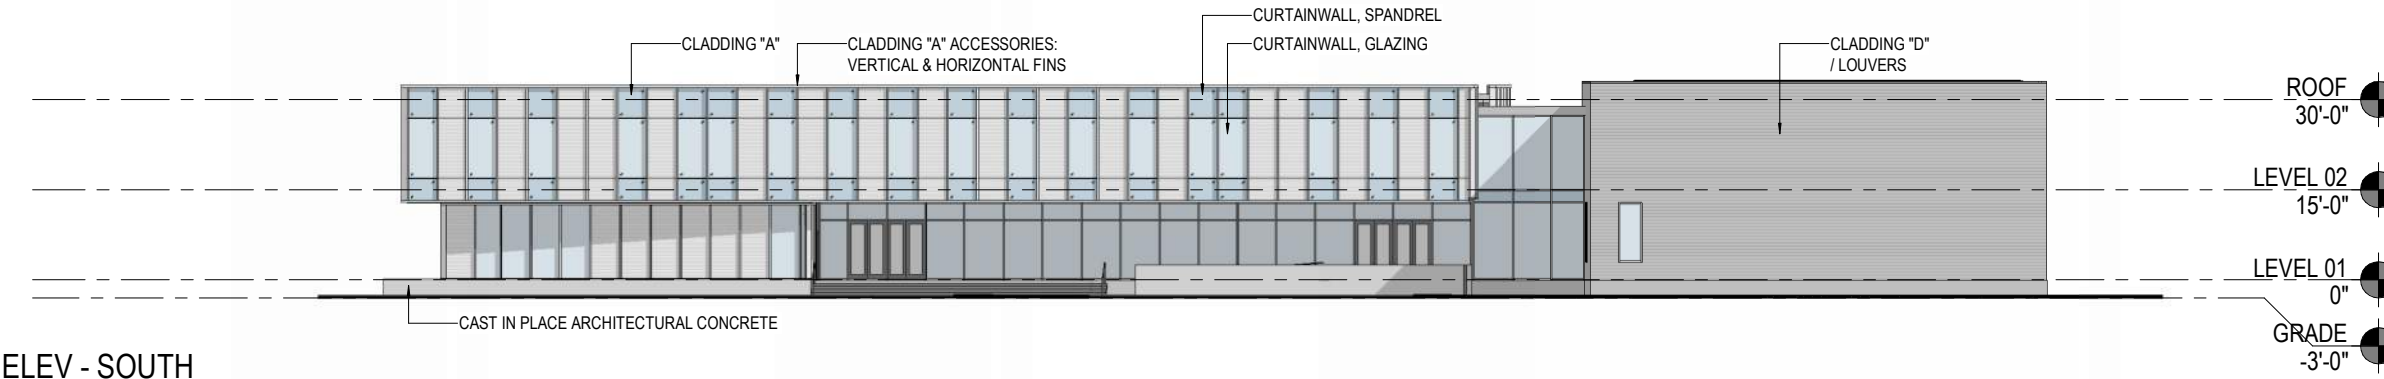 CURTAINWALL, SPANDREL
CLADDING "A"
CLADDING "A" ACCESSORIES:
VERTICAL & HORIZONTAL FINS
CURTAINWALL, GLAZING
CLADDING "D"
/ LOUVERS
ROOF
30'-0"
LEVEL 02
15'-0"
LEVEL 01
0"
CAST IN PLACE ARCHITECTURAL CONCRETE
GRADE
-3'-0"
ELEV - SOUTH